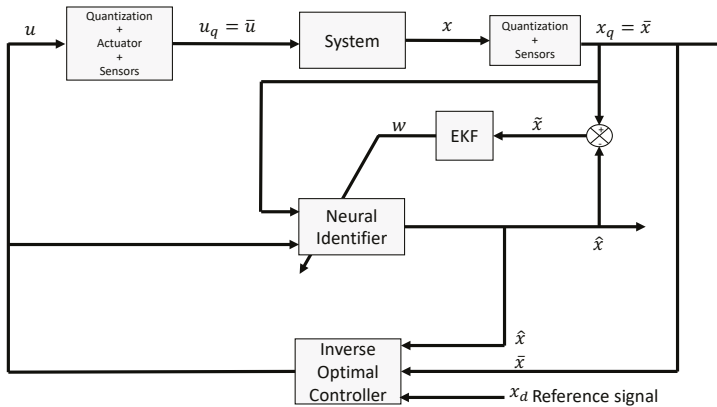 u
Quantization
+
Actuator
+
Sensors
u_q = ū
System
x
Quantization
+
Sensors
x_q = x̄
w
EKF
x̃
+
-
Neural
Identifier
x̂
Inverse
Optimal
Controller
x̂
x̄
x_d Reference signal